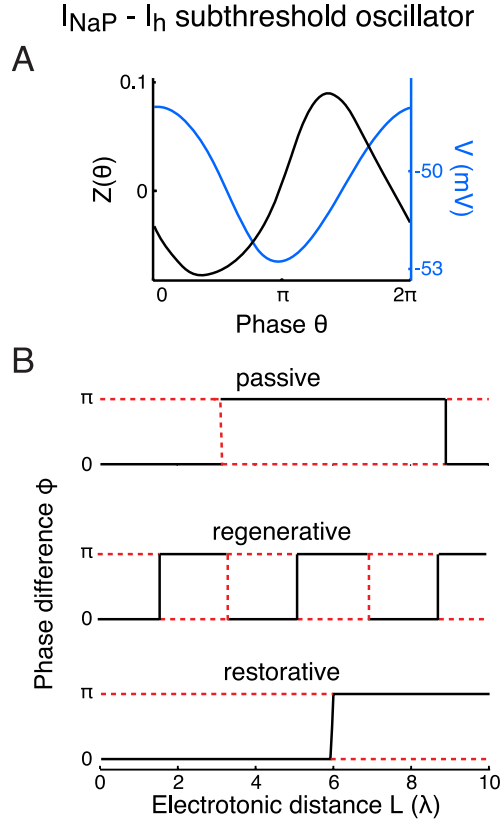 I_NaP - I_h subthreshold oscillator
A
0.1
0
Z(θ)
-50
-53
V (mV)
0 π 2π
Phase θ
B
passive
π
0
regenerative
π
0
restorative
π
0
Phase difference ϕ
0 2 4 6 8 10
Electrotonic distance L (λ)